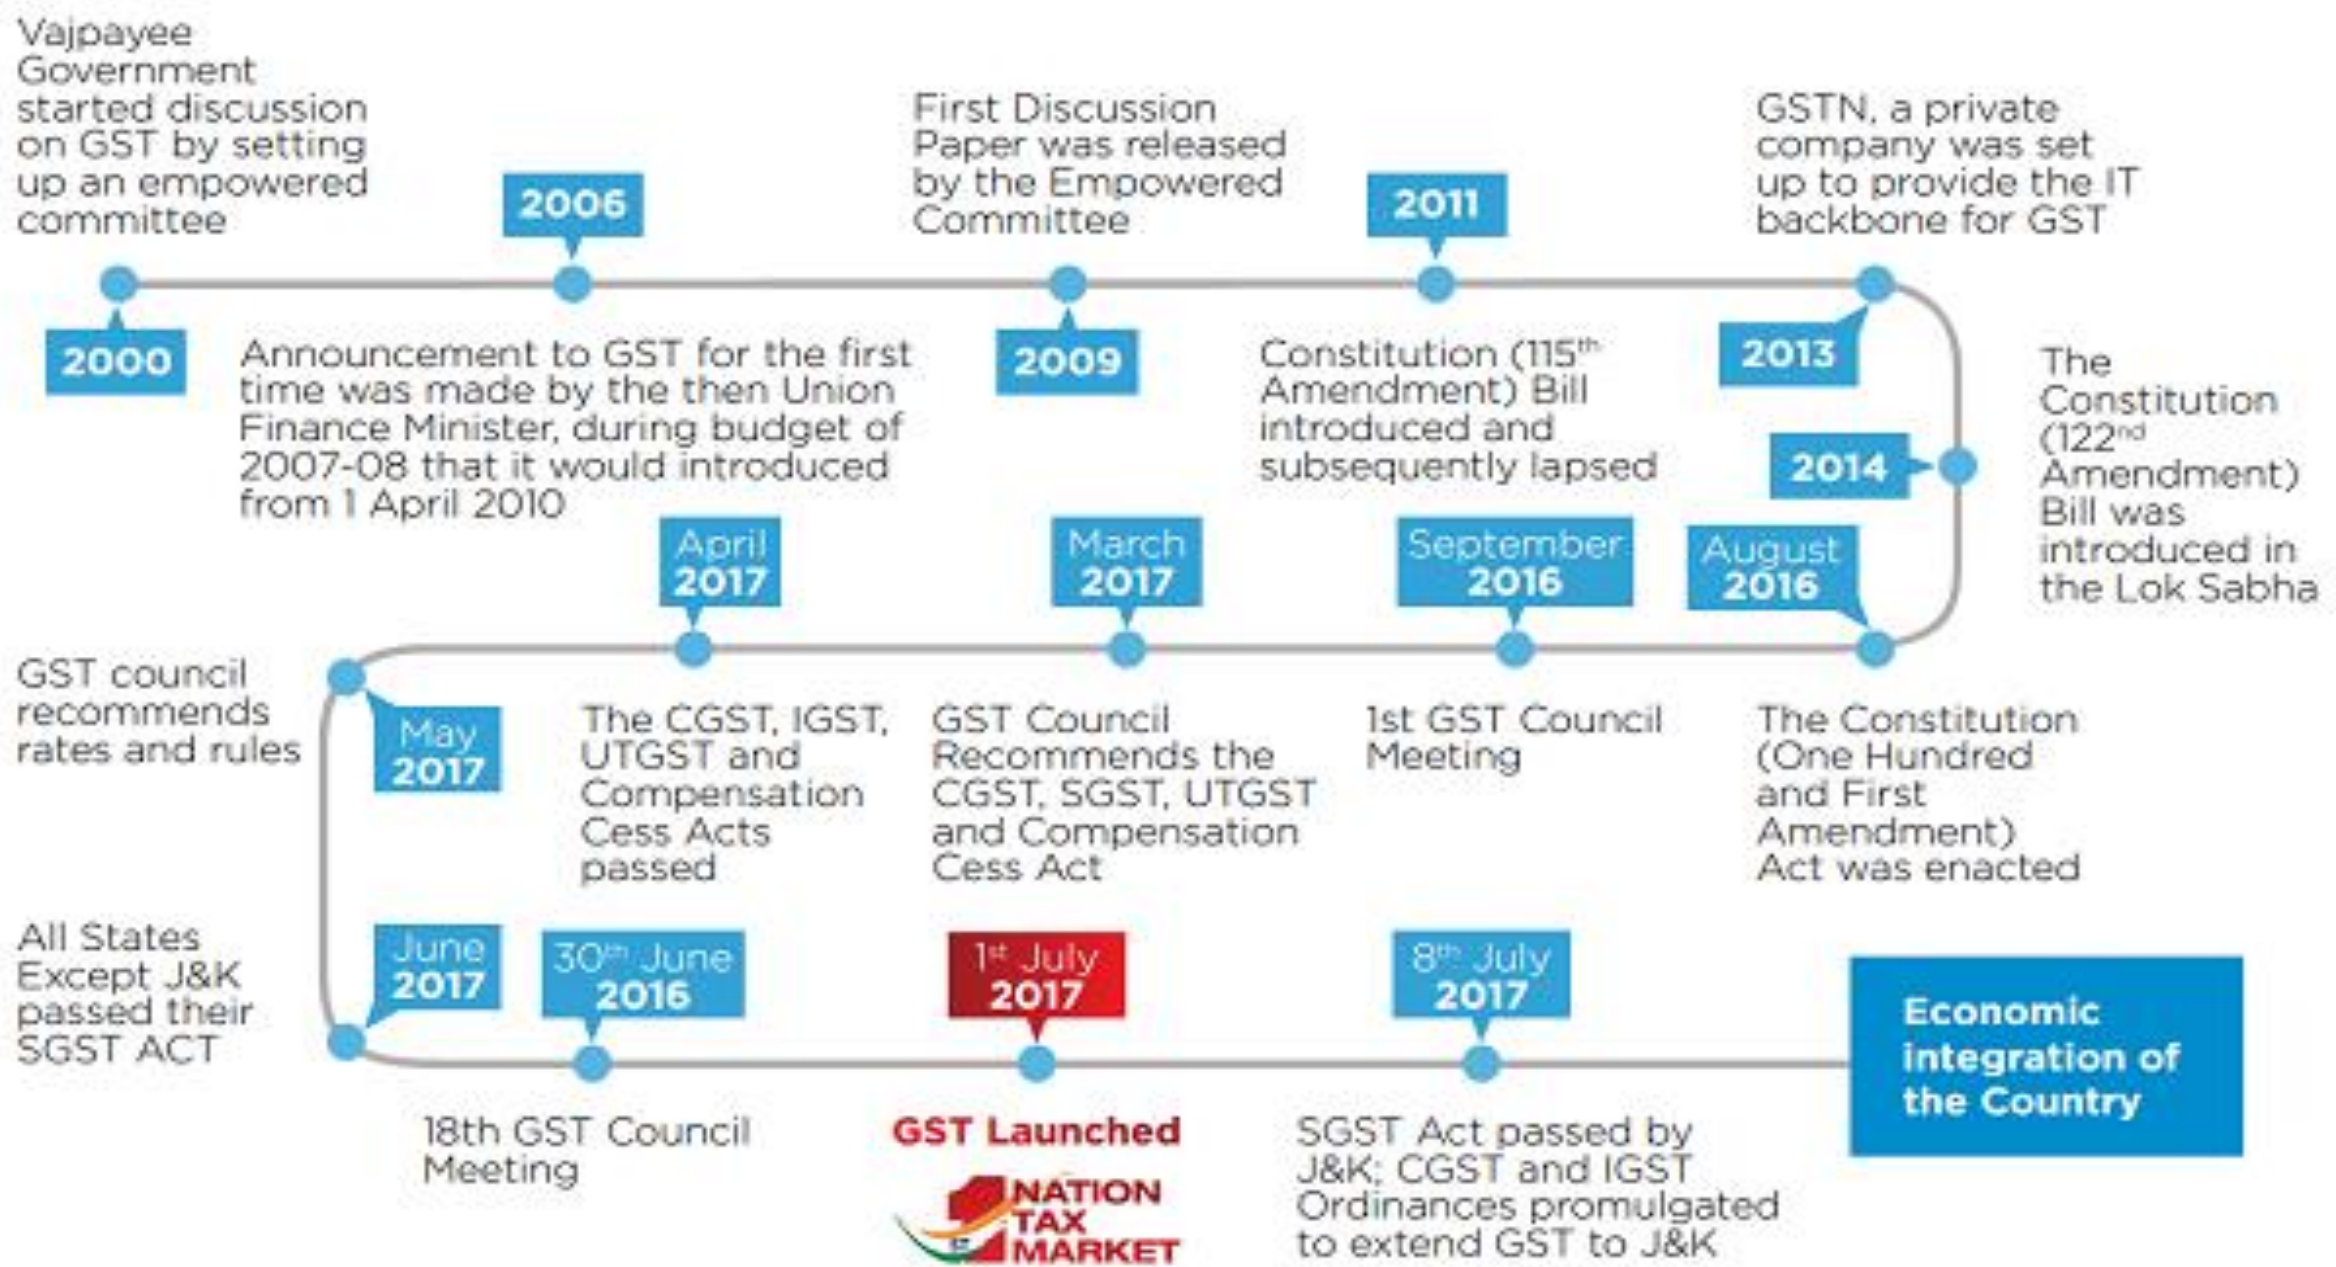 Vajpayee
Government
started discussion
on GST by setting
up an empowered
committee
2000
2006
Announcement to GST for the first
time was made by the then Union
Finance Minister, during budget of
2007-08 that it would introduced
from 1 April 2010
First Discussion
Paper was released
by the Empowered
Committee
2009
2011
Constitution (115th
Amendment) Bill
introduced and
subsequently lapsed
GSTN, a private
company was set
up to provide the IT
backbone for GST
2013
2014
The
Constitution
(122nd
Amendment)
Bill was
introduced in
the Lok Sabha
August
2016
The Constitution
(One Hundred
and First
Amendment)
Act was enacted
September
2016
1st GST Council
Meeting
March
2017
GST Council
Recommends the
CGST, SGST, UTGST
and Compensation
Cess Act
April
2017
The CGST, IGST,
UTGST and
Compensation
Cess Acts
passed
GST council
recommends
rates and rules
May
2017
All States
Except J&K
passed their
SGST ACT
June
2017
30th June
2016
18th GST Council
Meeting
1st July
2017
GST Launched
1 NATION
TAX
MARKET
8th July
2017
SGST Act passed by
J&K; CGST and IGST
Ordinances promulgated
to extend GST to J&K
Economic
integration of
the Country